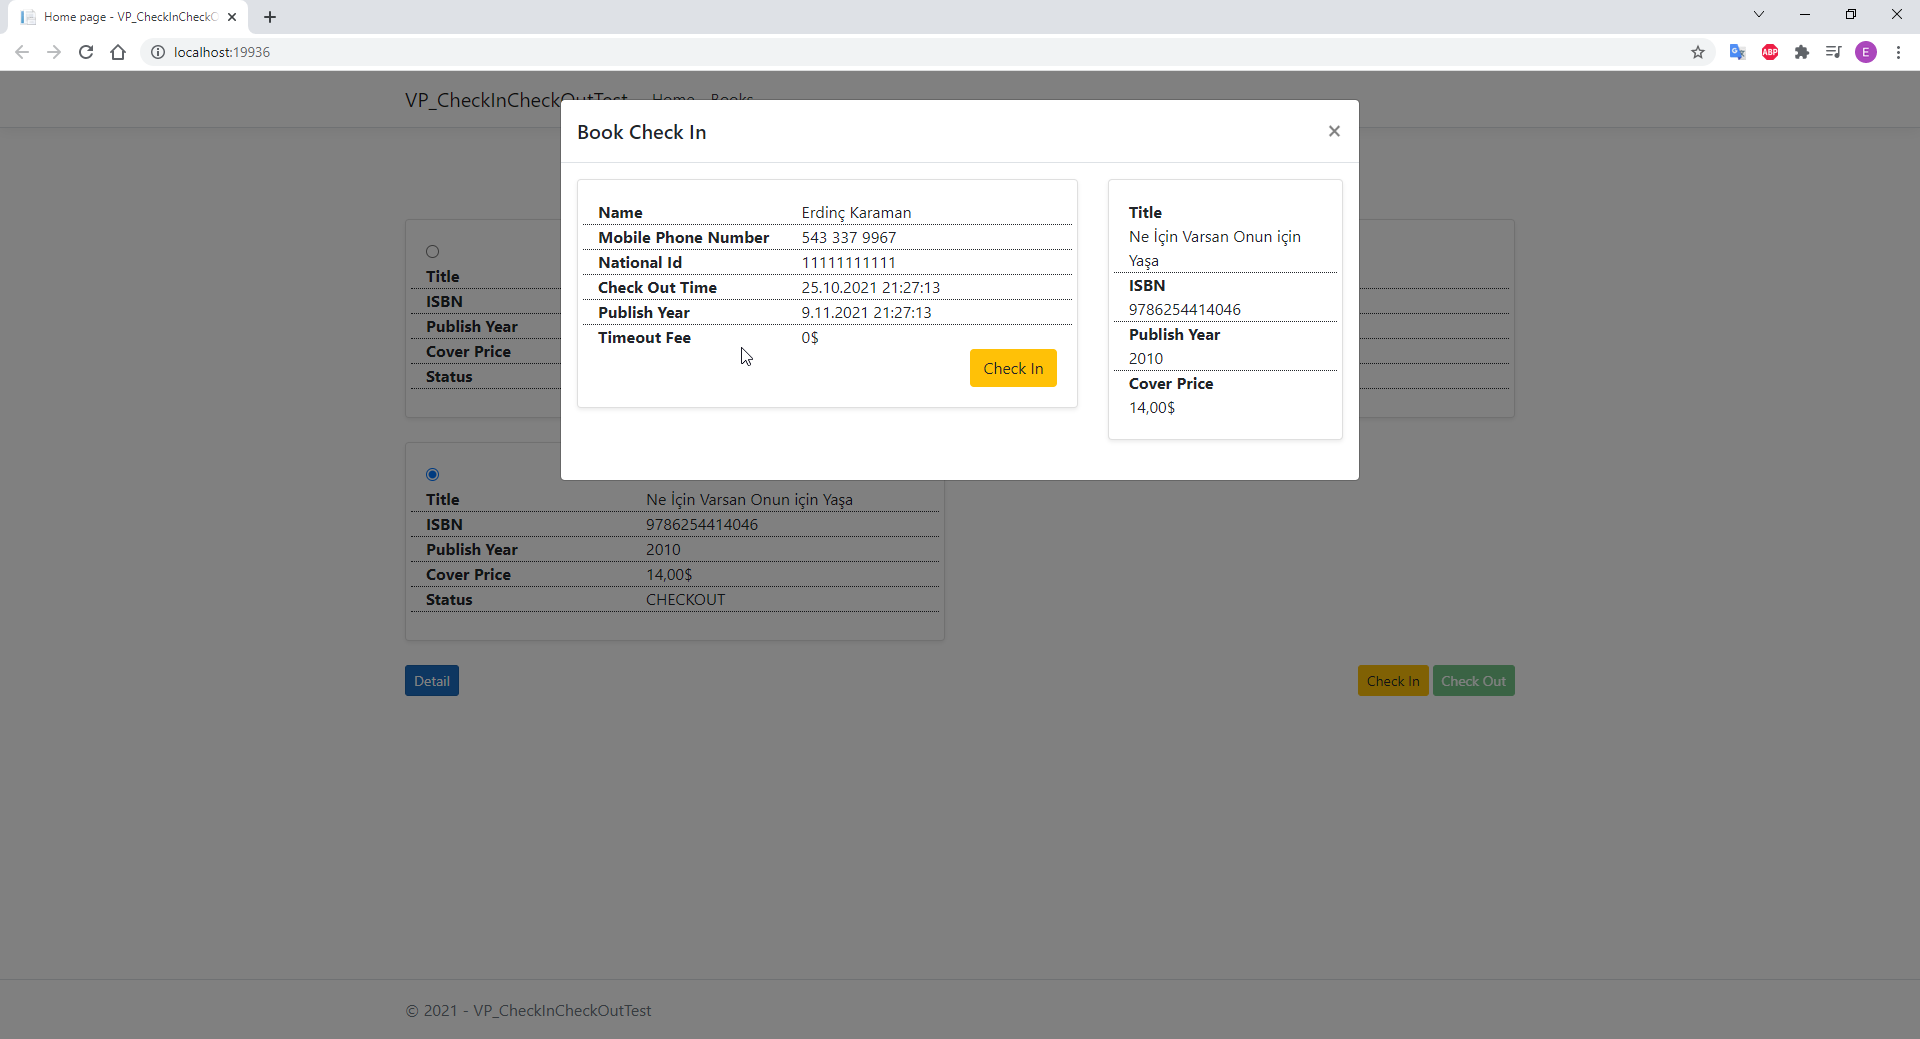 Home page - VP_CheckInCheckO
localhost:19936
ABP
E
VP_CheckInCheckOutTest Home Books
Book Check In ×
Name Erdinç Karaman
Mobile Phone Number 543 337 9967
National Id 11111111111
Check Out Time 25.10.2021 21:27:13
Publish Year 9.11.2021 21:27:13
Timeout Fee 0$
Check In
Title
Ne İçin Varsan Onun için
Yaşa
ISBN
9786254414046
Publish Year
2010
Cover Price
14,00$
Title
ISBN
Publish Year
Cover Price
Status
Title Ne İçin Varsan Onun için Yaşa
ISBN 9786254414046
Publish Year 2010
Cover Price 14,00$
Status CHECKOUT
Detail Check In Check Out
© 2021 - VP_CheckInCheckOutTest